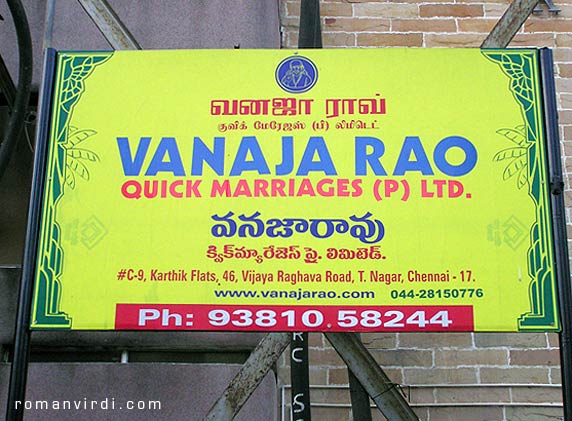 வனஜா ராவ்
குவிக் மேரேஜஸ் (பி) லிமிடெட்
VANAJA RAO
QUICK MARRIAGES (P) LTD.
వనజారావు
క్విక్‌మ్యారేజెస్ ప్రై. లిమిటెడ్.
#C-9, Karthik Flats, 46, Vijaya Raghava Road, T. Nagar, Chennai - 17.
www.vanajarao.com 044-28150776
Ph: 93810 58244
romanvirdi.com